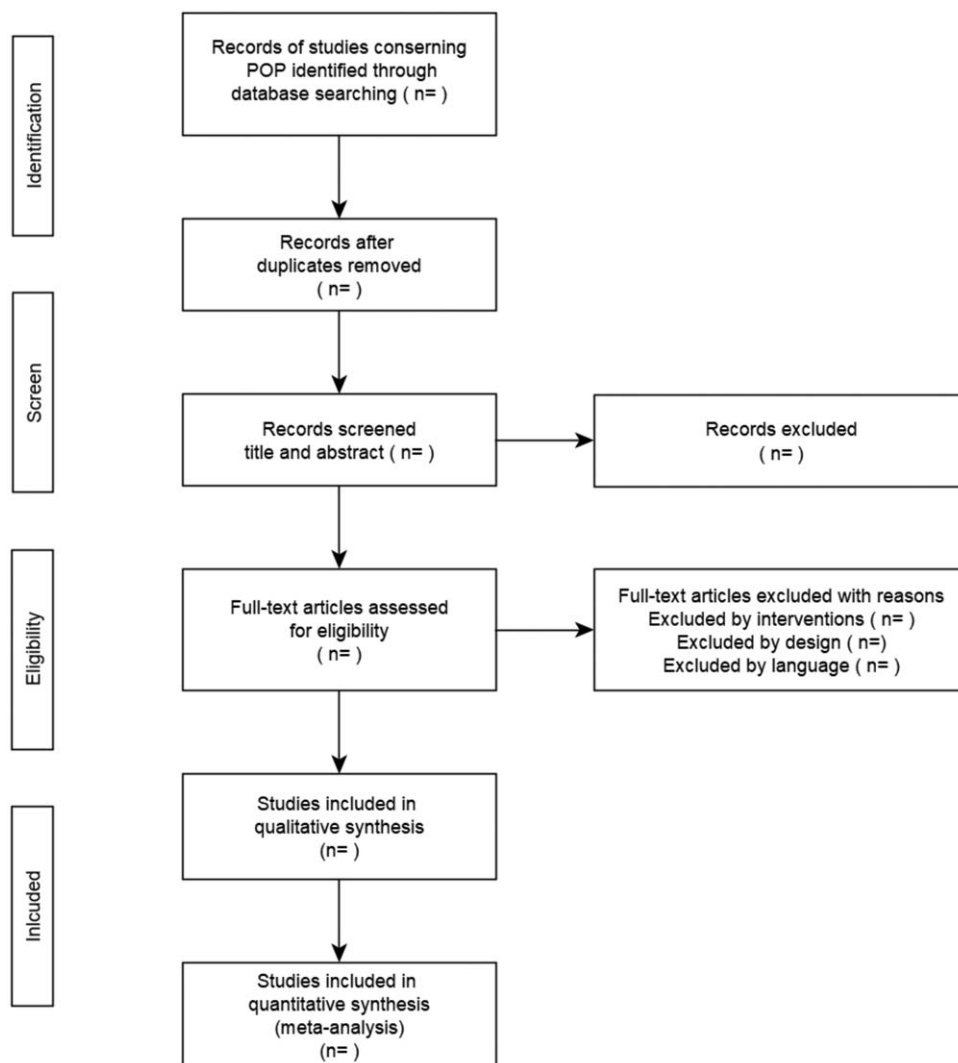 Identification
Records of studies conserning
POP identified through
database searching ( n= )
Records after
duplicates removed
( n= )
Screen
Records screened
title and abstract ( n= )
Records excluded
( n= )
Eligibility
Full-text articles assessed
for eligibility
( n= )
Full-text articles excluded with reasons
Excluded by interventions ( n= )
Excluded by design ( n=)
Excluded by language ( n= )
Inlcuded
Studies included in
qualitative synthesis
(n= )
Studies included in
quantitative synthesis
(meta-analysis)
(n= )